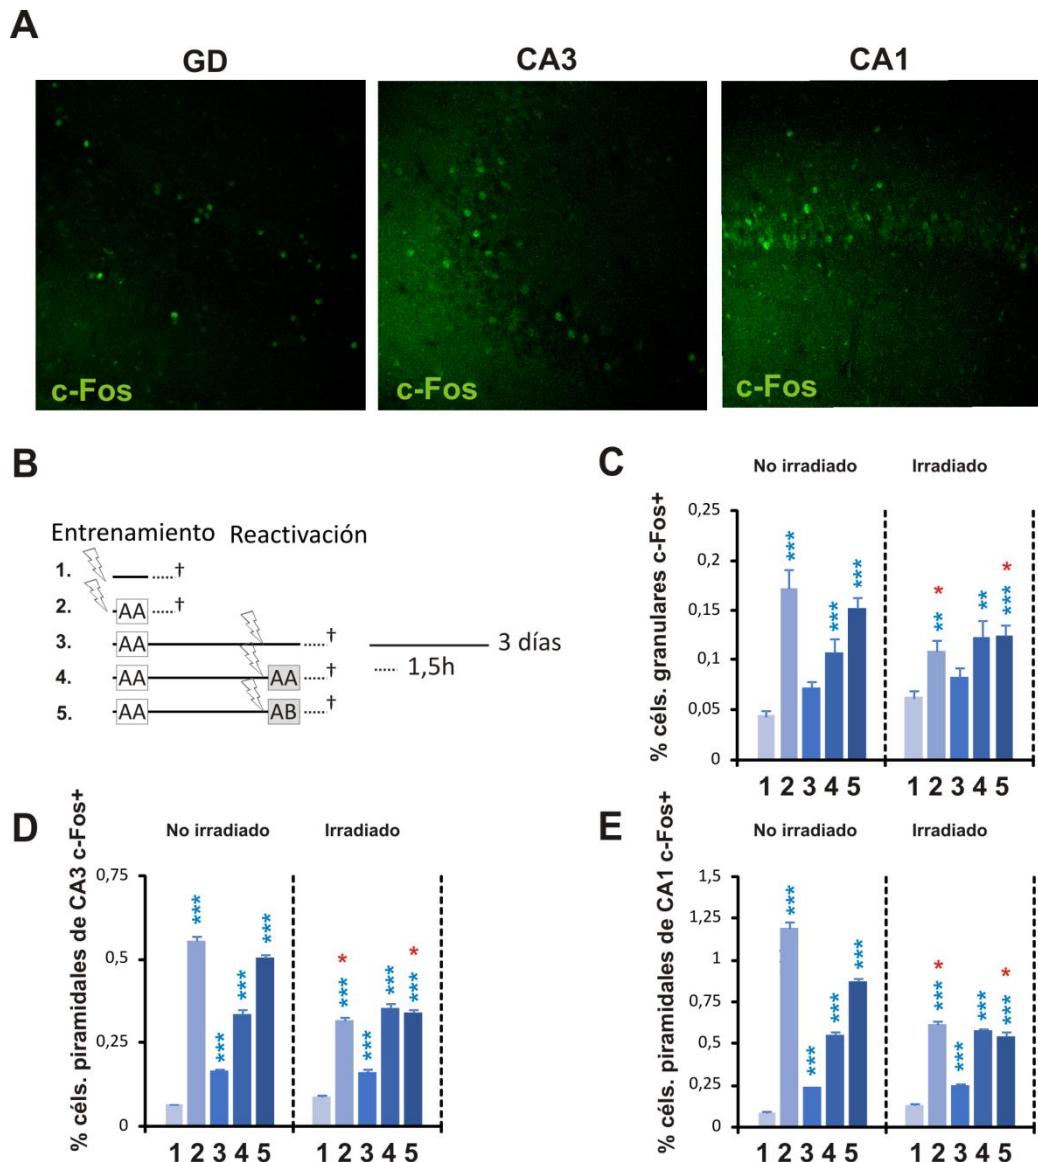 A
GD CA3 CA1
c-Fos c-Fos c-Fos
B
Entrenamiento Reactivación
1. †
2. AA †
3. AA †
4. AA AA †
5. AA AB †
3 días
1,5h
C
No irradiado Irradiado
% céls. granulares c-Fos+
0,25
0,2
0,15
0,1
0,05
0
*** *** *** * ** ** * ***
1 2 3 4 5 1 2 3 4 5
D
No irradiado Irradiado
% céls. piramidales de CA3 c-Fos+
0,75
0,5
0,25
0
*** *** *** *** * *** *** *** * ***
1 2 3 4 5 1 2 3 4 5
E
No irradiado Irradiado
% céls. piramidales de CA1 c-Fos+
1,5
1,25
1
0,75
0,5
0,25
0
*** *** *** *** * *** *** *** * ***
1 2 3 4 5 1 2 3 4 5